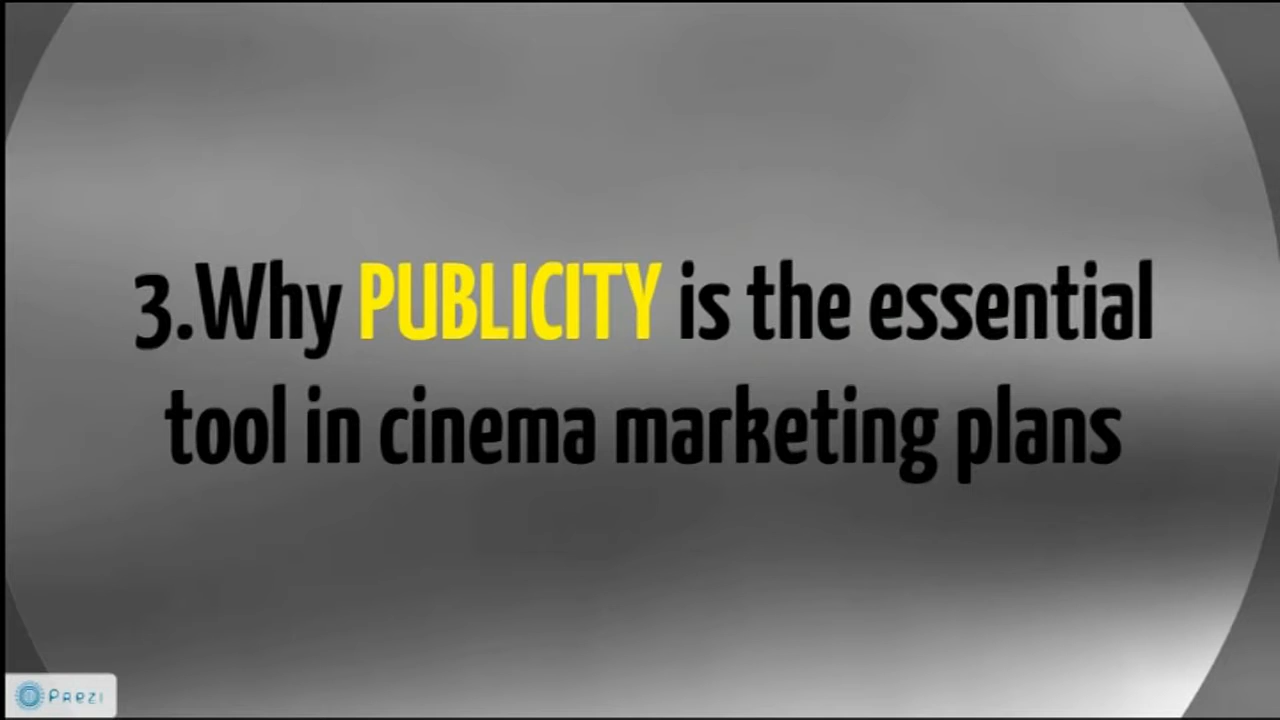 3.Why PUBLICITY is the essential
tool in cinema marketing plans
Prezi